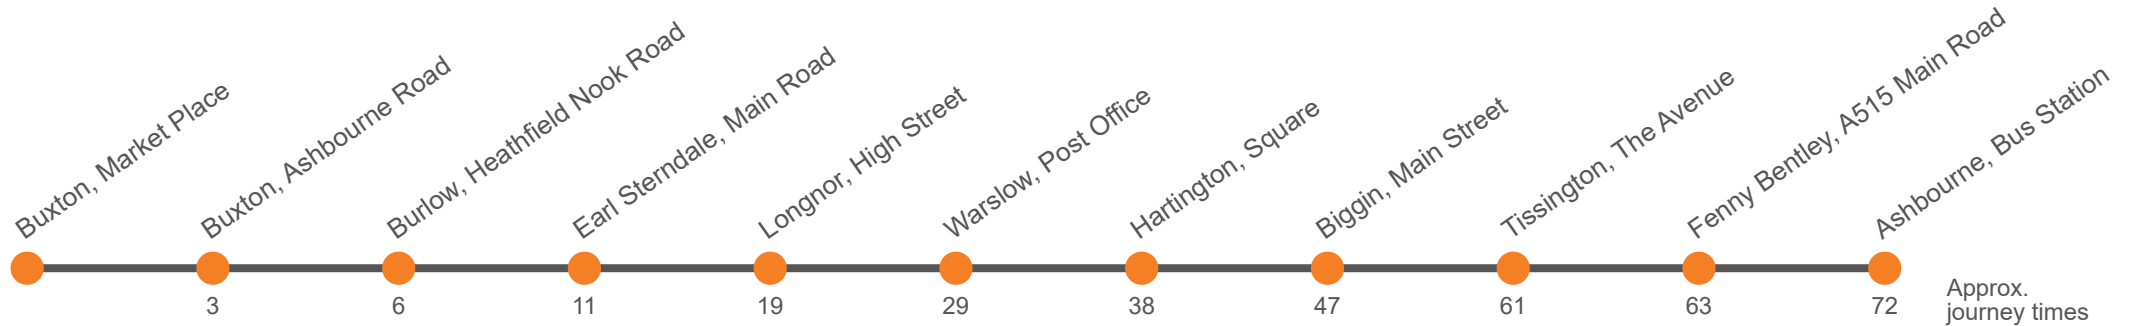 Buxton, Market Place
Buxton, Ashbourne Road
Burlow, Heathfield Nook Road
Earl Sterndale, Main Road
Longnor, High Street
Warslow, Post Office
Hartington, Square
Biggin, Main Street
Tissington, The Avenue
Fenny Bentley, A515 Main Road
Ashbourne, Bus Station
3 6 11 19 29 38 47 61 63 72
Approx.
journey times